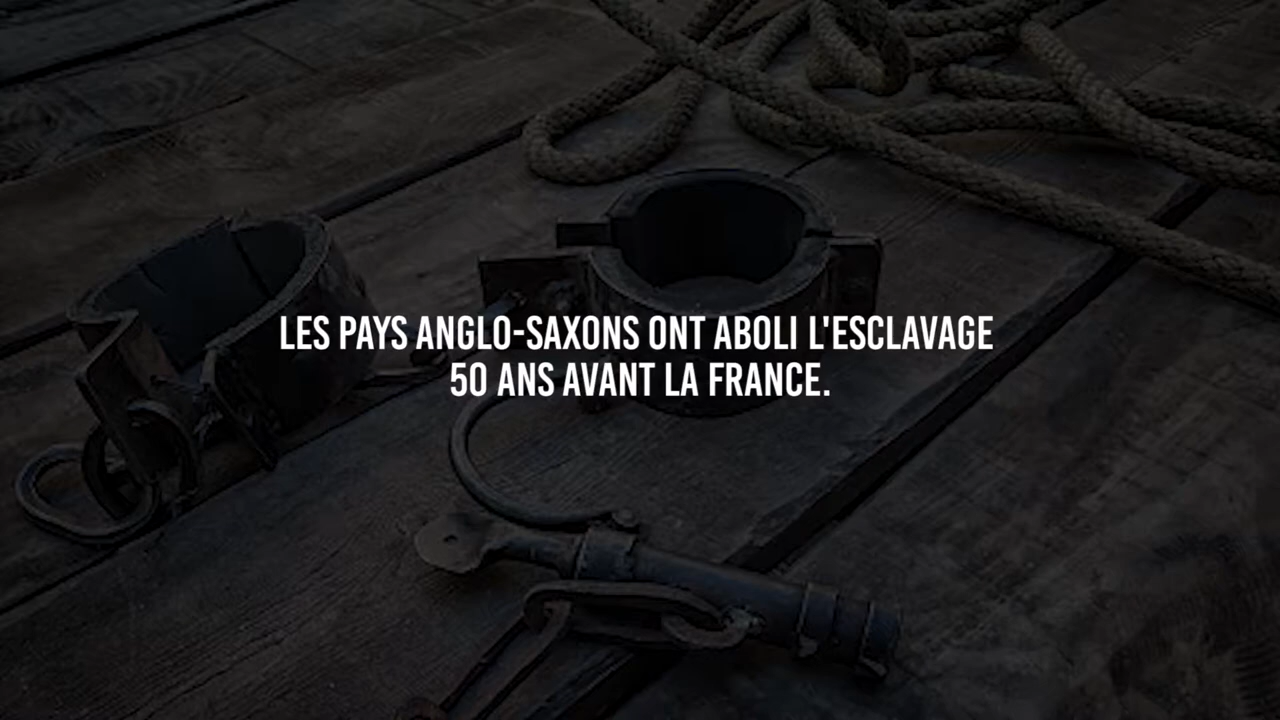 LES PAYS ANGLO-SAXONS ONT ABOLI L'ESCLAVAGE
50 ANS AVANT LA FRANCE.